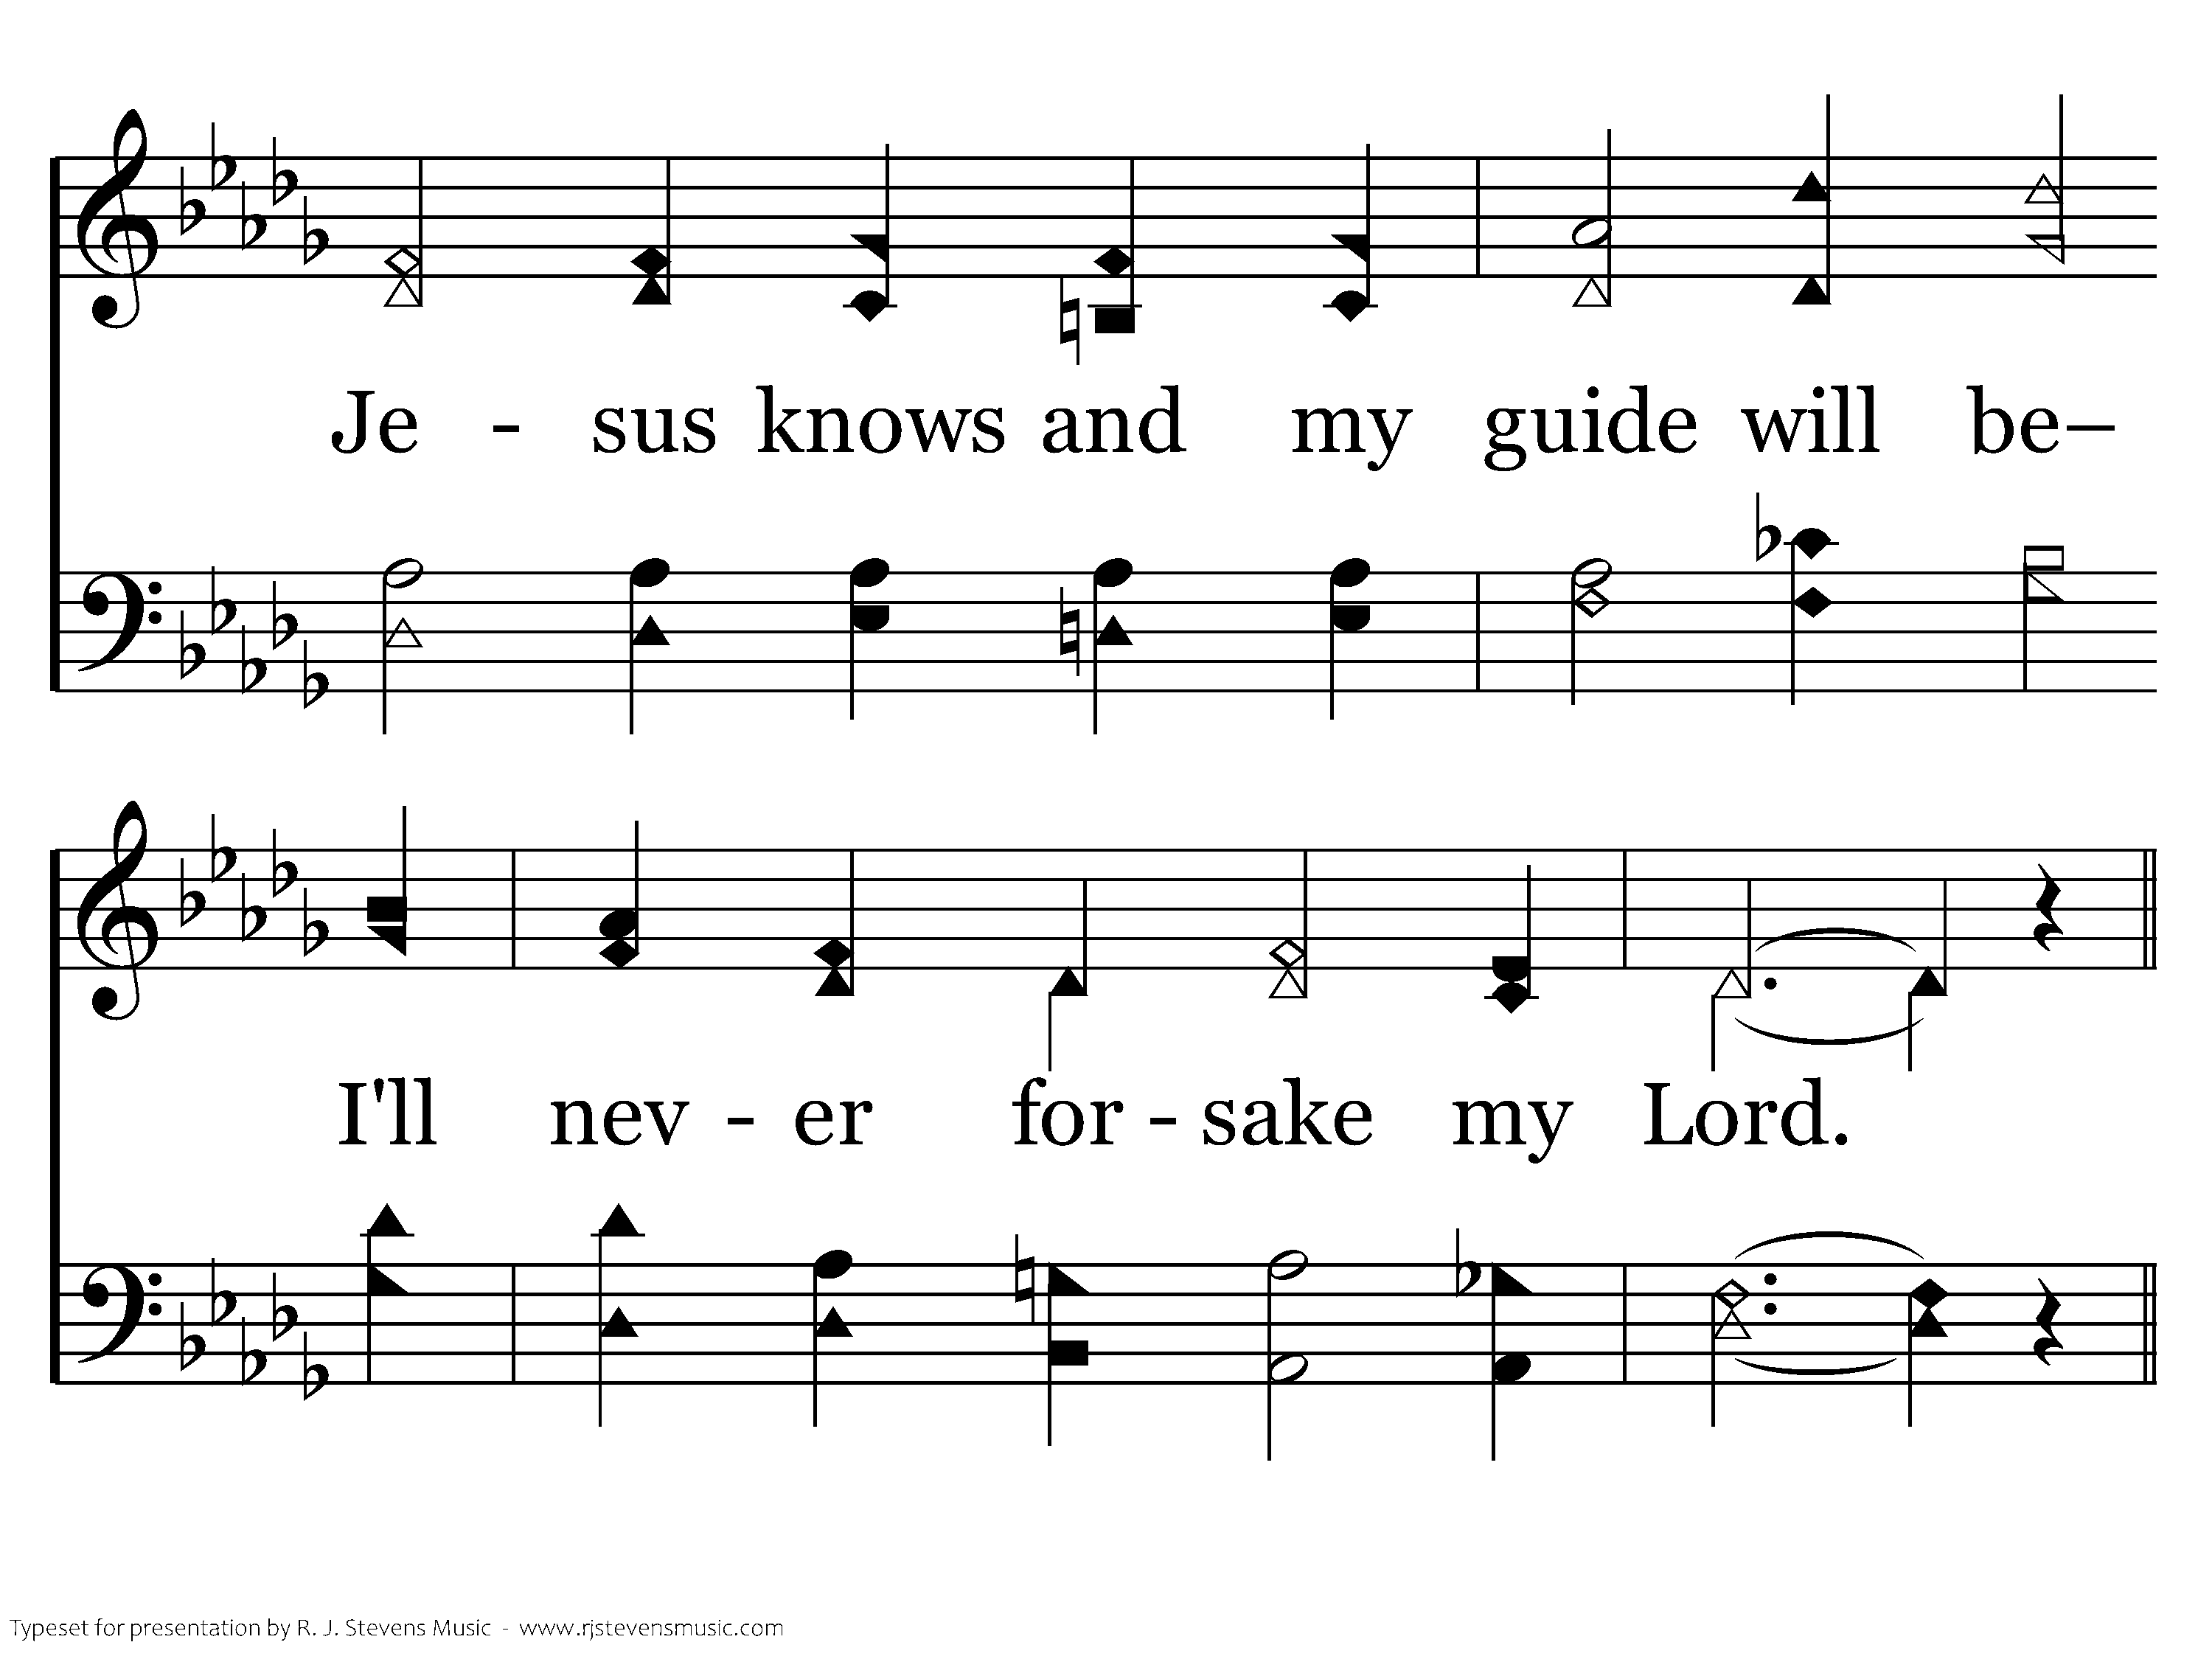 Je - sus knows and my guide will be–
I'll nev - er for - sake my Lord.
Typeset for presentation by R. J. Stevens Music - www.rjstevensmusic.com